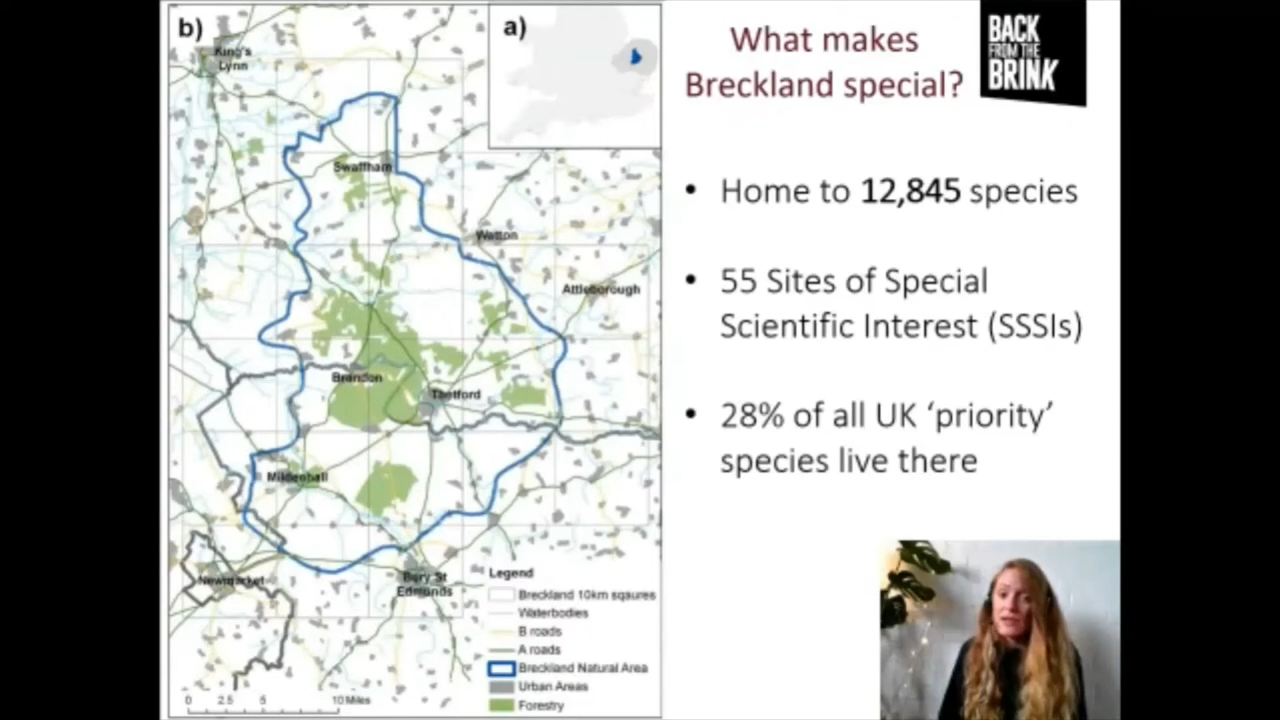 b)
a)
King's
Lynn
Swaffham
Watton
Attleborough
Brandon
Thetford
Mildenhall
Newmarket
Bury St
Edmunds
Legend
Breckland 10km sqaures
Waterbodies
B roads
A roads
Breckland Natural Area
Urban Areas
Forestry
0 2.5 5 10 Miles
What makes
Breckland special?
BACK
FROM THE
BRINK
• Home to 12,845 species
• 55 Sites of Special
Scientific Interest (SSSIs)
• 28% of all UK ‘priority’
species live there